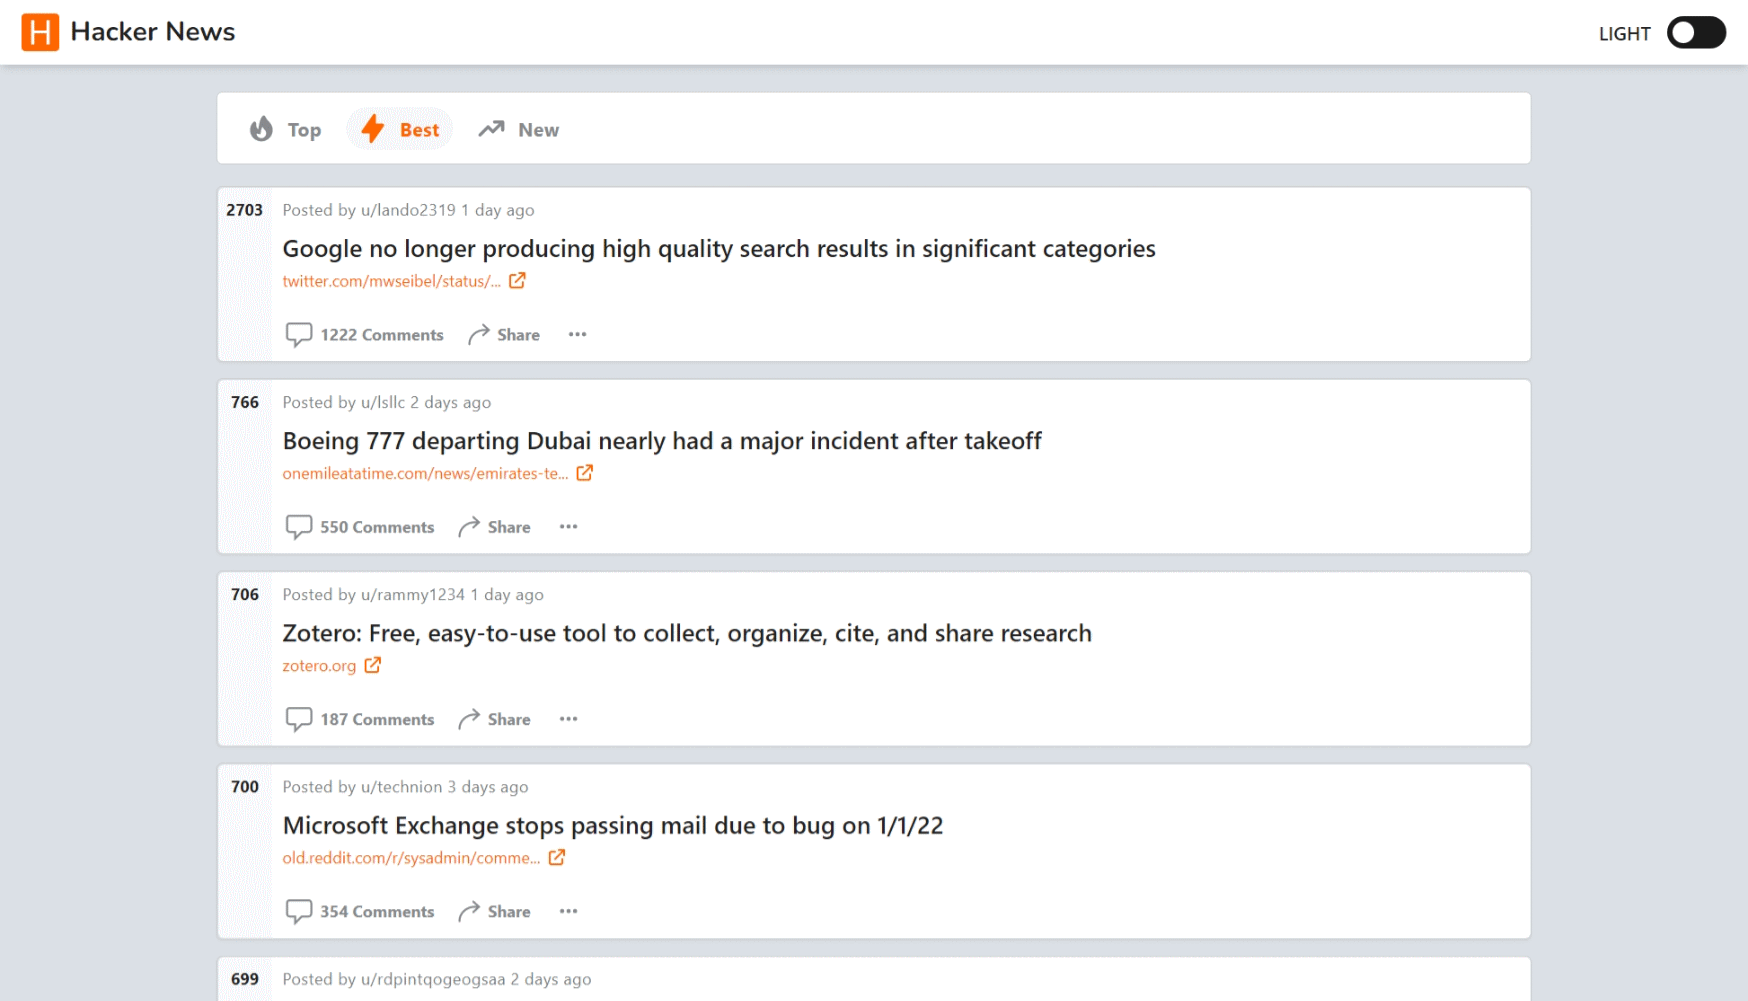 H Hacker News
LIGHT
Top Best New
2703 Posted by u/lando2319 1 day ago
Google no longer producing high quality search results in significant categories
twitter.com/mwseibel/status/...
1222 Comments Share ...
766 Posted by u/lsllc 2 days ago
Boeing 777 departing Dubai nearly had a major incident after takeoff
onemileatatime.com/news/emirates-te...
550 Comments Share ...
706 Posted by u/rammy1234 1 day ago
Zotero: Free, easy-to-use tool to collect, organize, cite, and share research
zotero.org
187 Comments Share ...
700 Posted by u/technion 3 days ago
Microsoft Exchange stops passing mail due to bug on 1/1/22
old.reddit.com/r/sysadmin/comme...
354 Comments Share ...
699 Posted by u/rdpintqogeogsaa 2 days ago